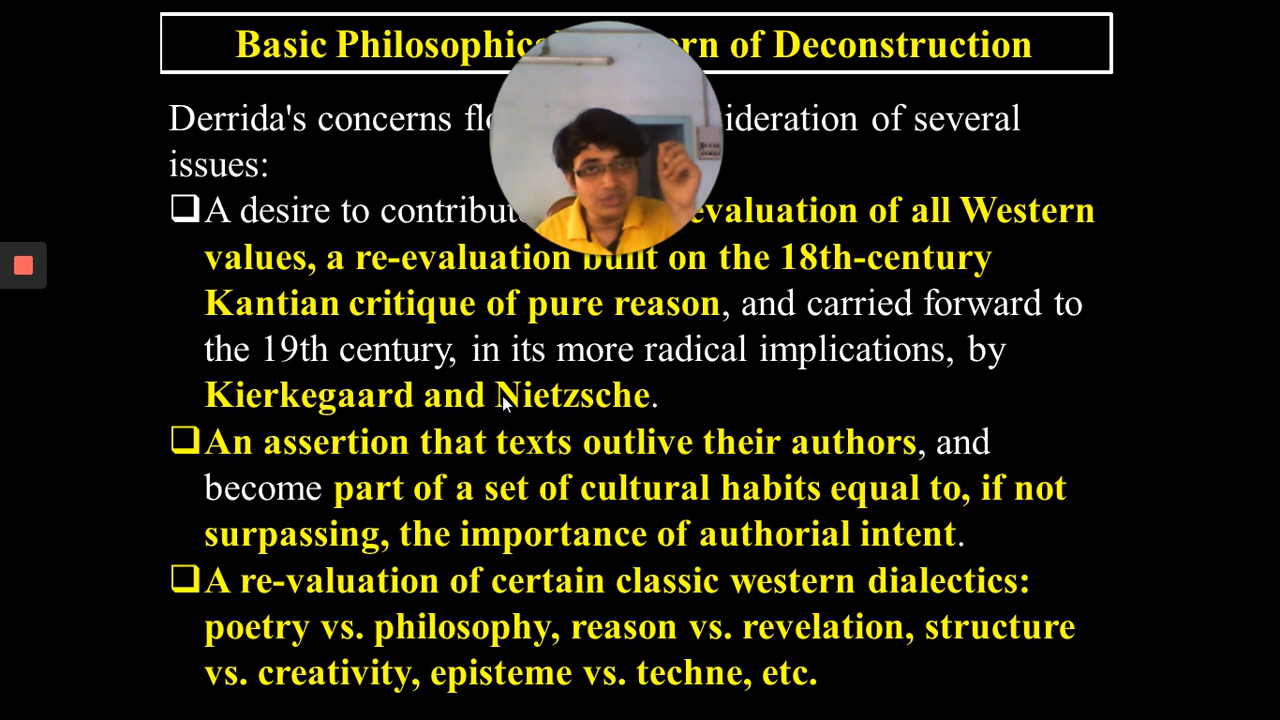 Basic Philosophic ern of Deconstruction
Derrida's concerns flo ideration of several
issues:
A desire to contribut evaluation of all Western
values, a re-evaluation built on the 18th-century
Kantian critique of pure reason, and carried forward to
the 19th century, in its more radical implications, by
Kierkegaard and Nietzsche.
An assertion that texts outlive their authors, and
become part of a set of cultural habits equal to, if not
surpassing, the importance of authorial intent.
A re-valuation of certain classic western dialectics:
poetry vs. philosophy, reason vs. revelation, structure
vs. creativity, episteme vs. techne, etc.